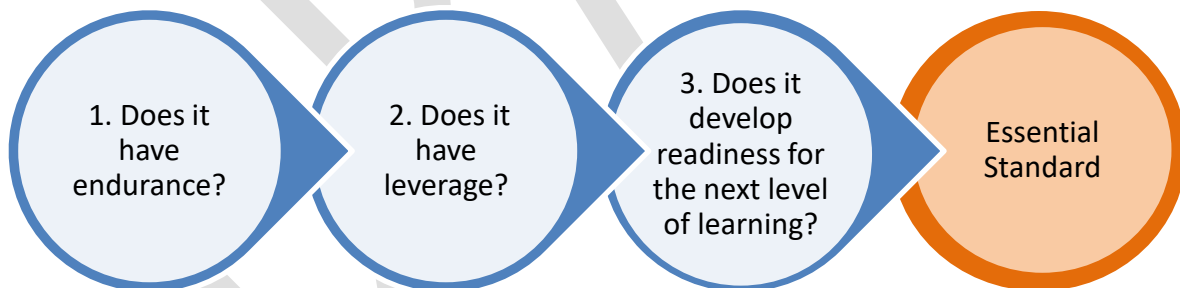 1. Does it
have
endurance?
2. Does it
have
leverage?
3. Does it
develop
readiness for
the next level
of learning?
Essential
Standard